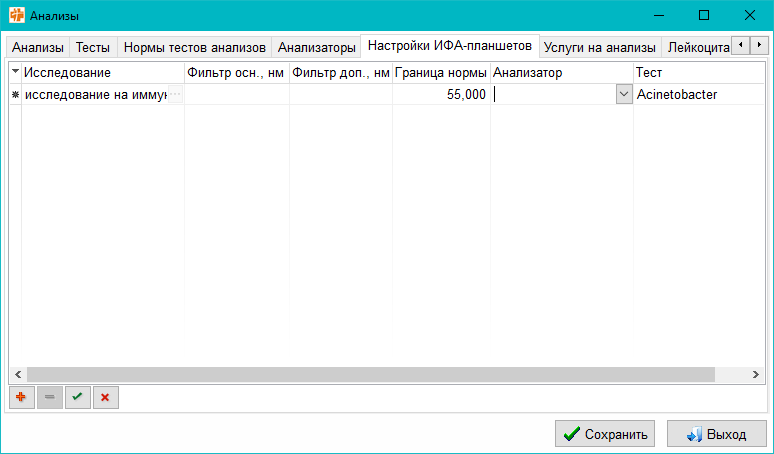 Анализы
Анализы Тесты Нормы тестов анализов Анализаторы Настройки ИФА-планшетов Услуги на анализы Лейкоцита
Исследование Фильтр осн., нм Фильтр доп., нм Граница нормы Анализатор Тест
исследование на иммун ... 55,000 Acinetobacter
Сохранить Выход